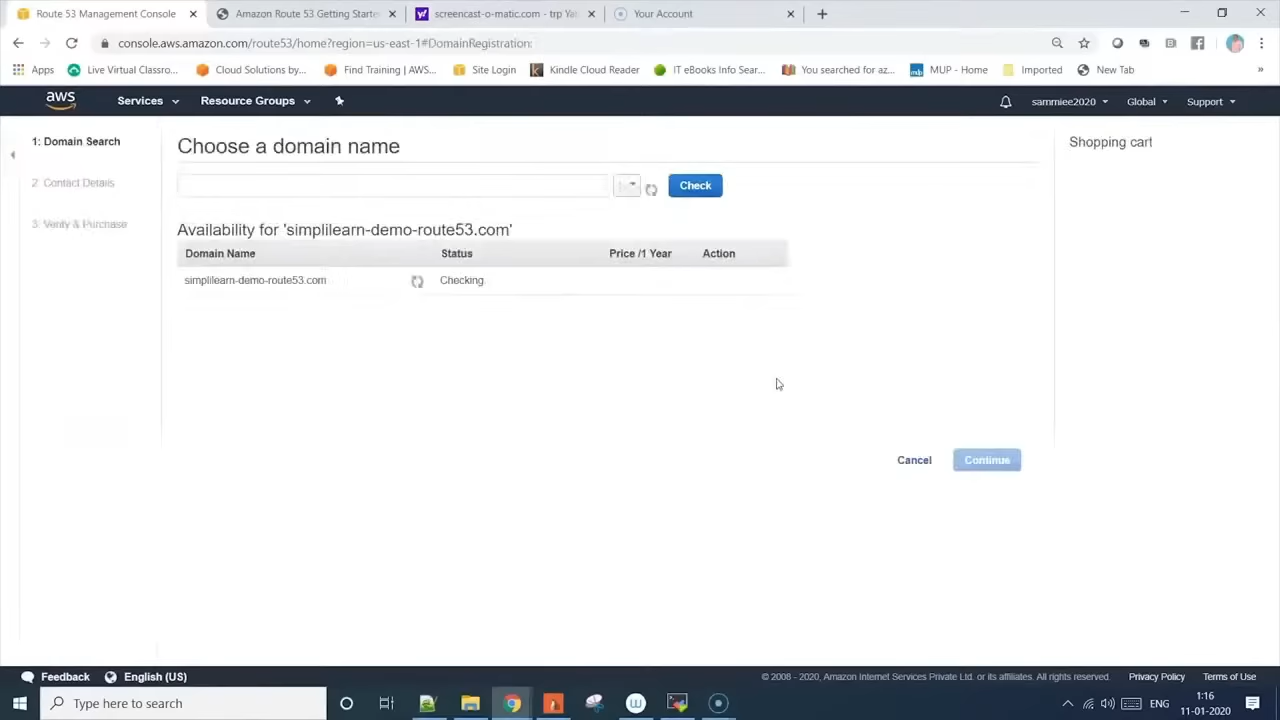 Route 53 Management Console
Amazon Route 53 Getting Starte
screencast-o-matic.com - trp Yah
Your Account
console.aws.amazon.com/route53/home?region=us-east-1#DomainRegistration:
Apps
Live Virtual Classro...
Cloud Solutions by...
Find Training | AWS...
Site Login
Kindle Cloud Reader
IT eBooks Info Sear...
You searched for az...
MUP - Home
Imported
New Tab
»
aws
Services
Resource Groups
sammiee2020
Global
Support
1: Domain Search
2 Contact Details
3: Verify & Purchase
Choose a domain name
Check
Shopping cart
Availability for 'simplilearn-demo-route53.com'
Domain Name Status Price /1 Year Action
simplilearn-demo-route53.com Checking.
Cancel
Continue
Feedback
English (US)
© 2008 - 2020, Amazon Internet Services Private Ltd. or its affiliates. All rights reserved.
Privacy Policy
Terms of Use
Type here to search
ENG
1:16
11-01-2020